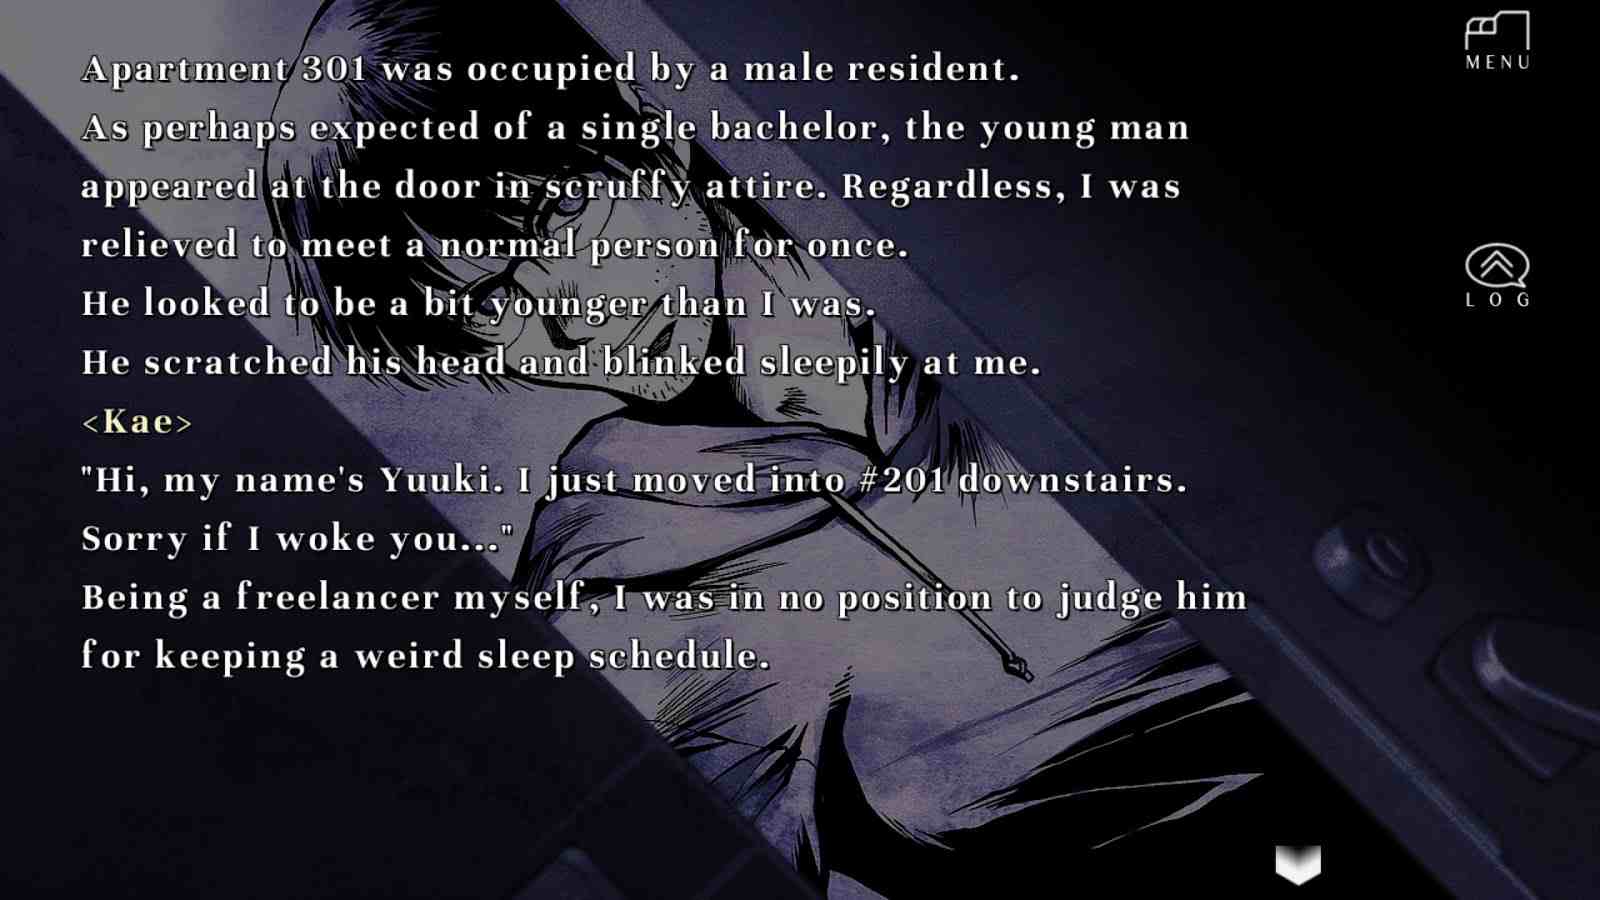 Apartment 301 was occupied by a male resident.
As perhaps expected of a single bachelor, the young man
appeared at the door in scruffy attire. Regardless, I was
relieved to meet a normal person for once.
He looked to be a bit younger than I was.
He scratched his head and blinked sleepily at me.
<Kae>
"Hi, my name's Yuuki. I just moved into #201 downstairs.
Sorry if I woke you..."
Being a freelancer myself, I was in no position to judge him
for keeping a weird sleep schedule.
MENU
LOG